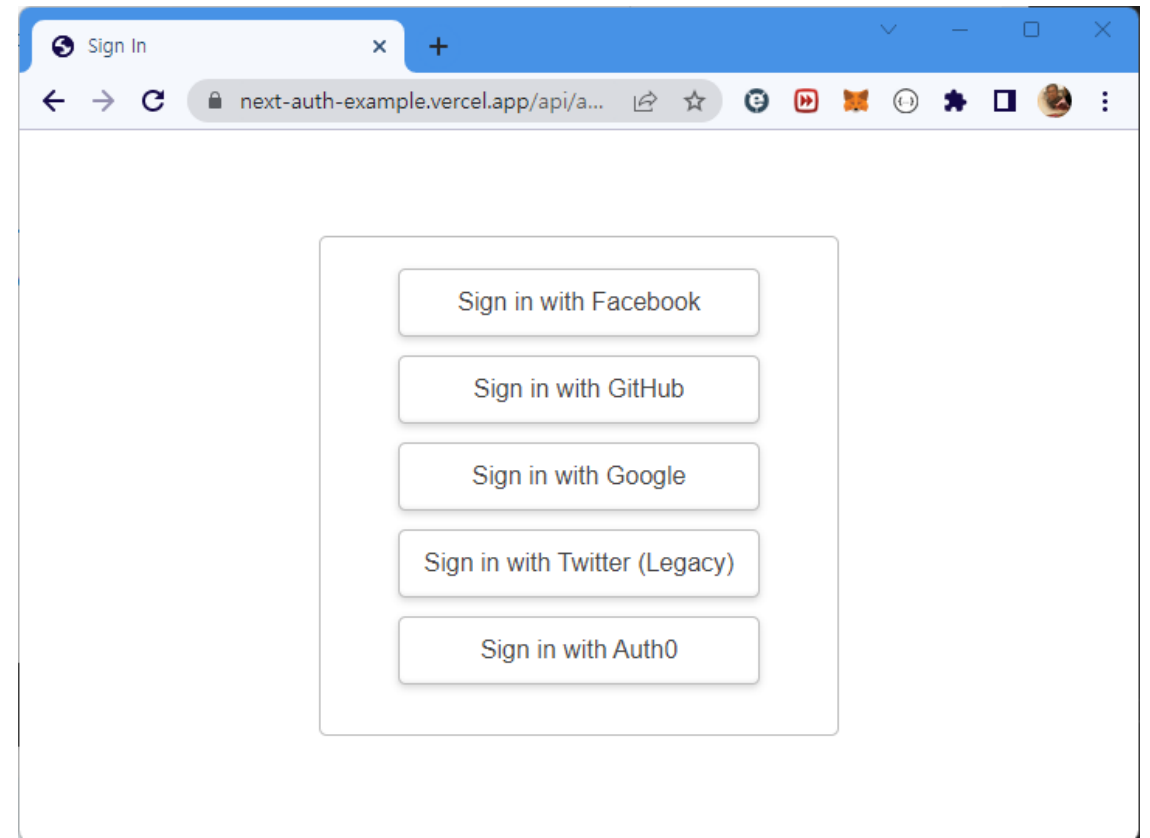 Sign In
next-auth-example.vercel.app/api/a...
Sign in with Facebook
Sign in with GitHub
Sign in with Google
Sign in with Twitter (Legacy)
Sign in with Auth0